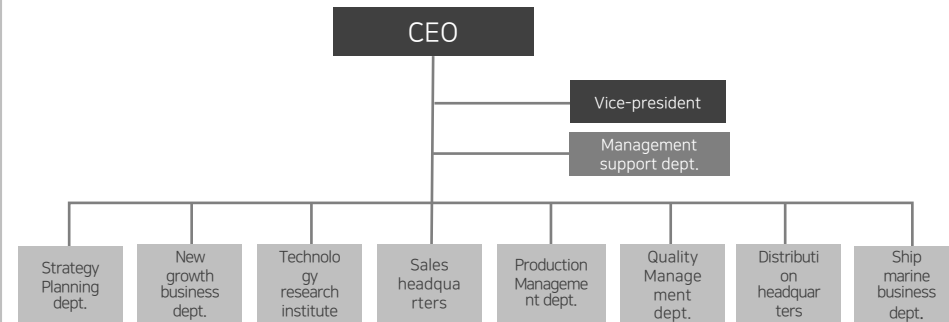 CEO
Vice-president
Management
support dept.
Strategy
Planning
dept.
New
growth
business
dept.
Technolo
gy
research
institute
Sales
headqua
rters
Production
Manageme
nt dept.
Quality
Manage
ment
dept.
Distributi
on
headquar
ters
Ship
marine
business
dept.